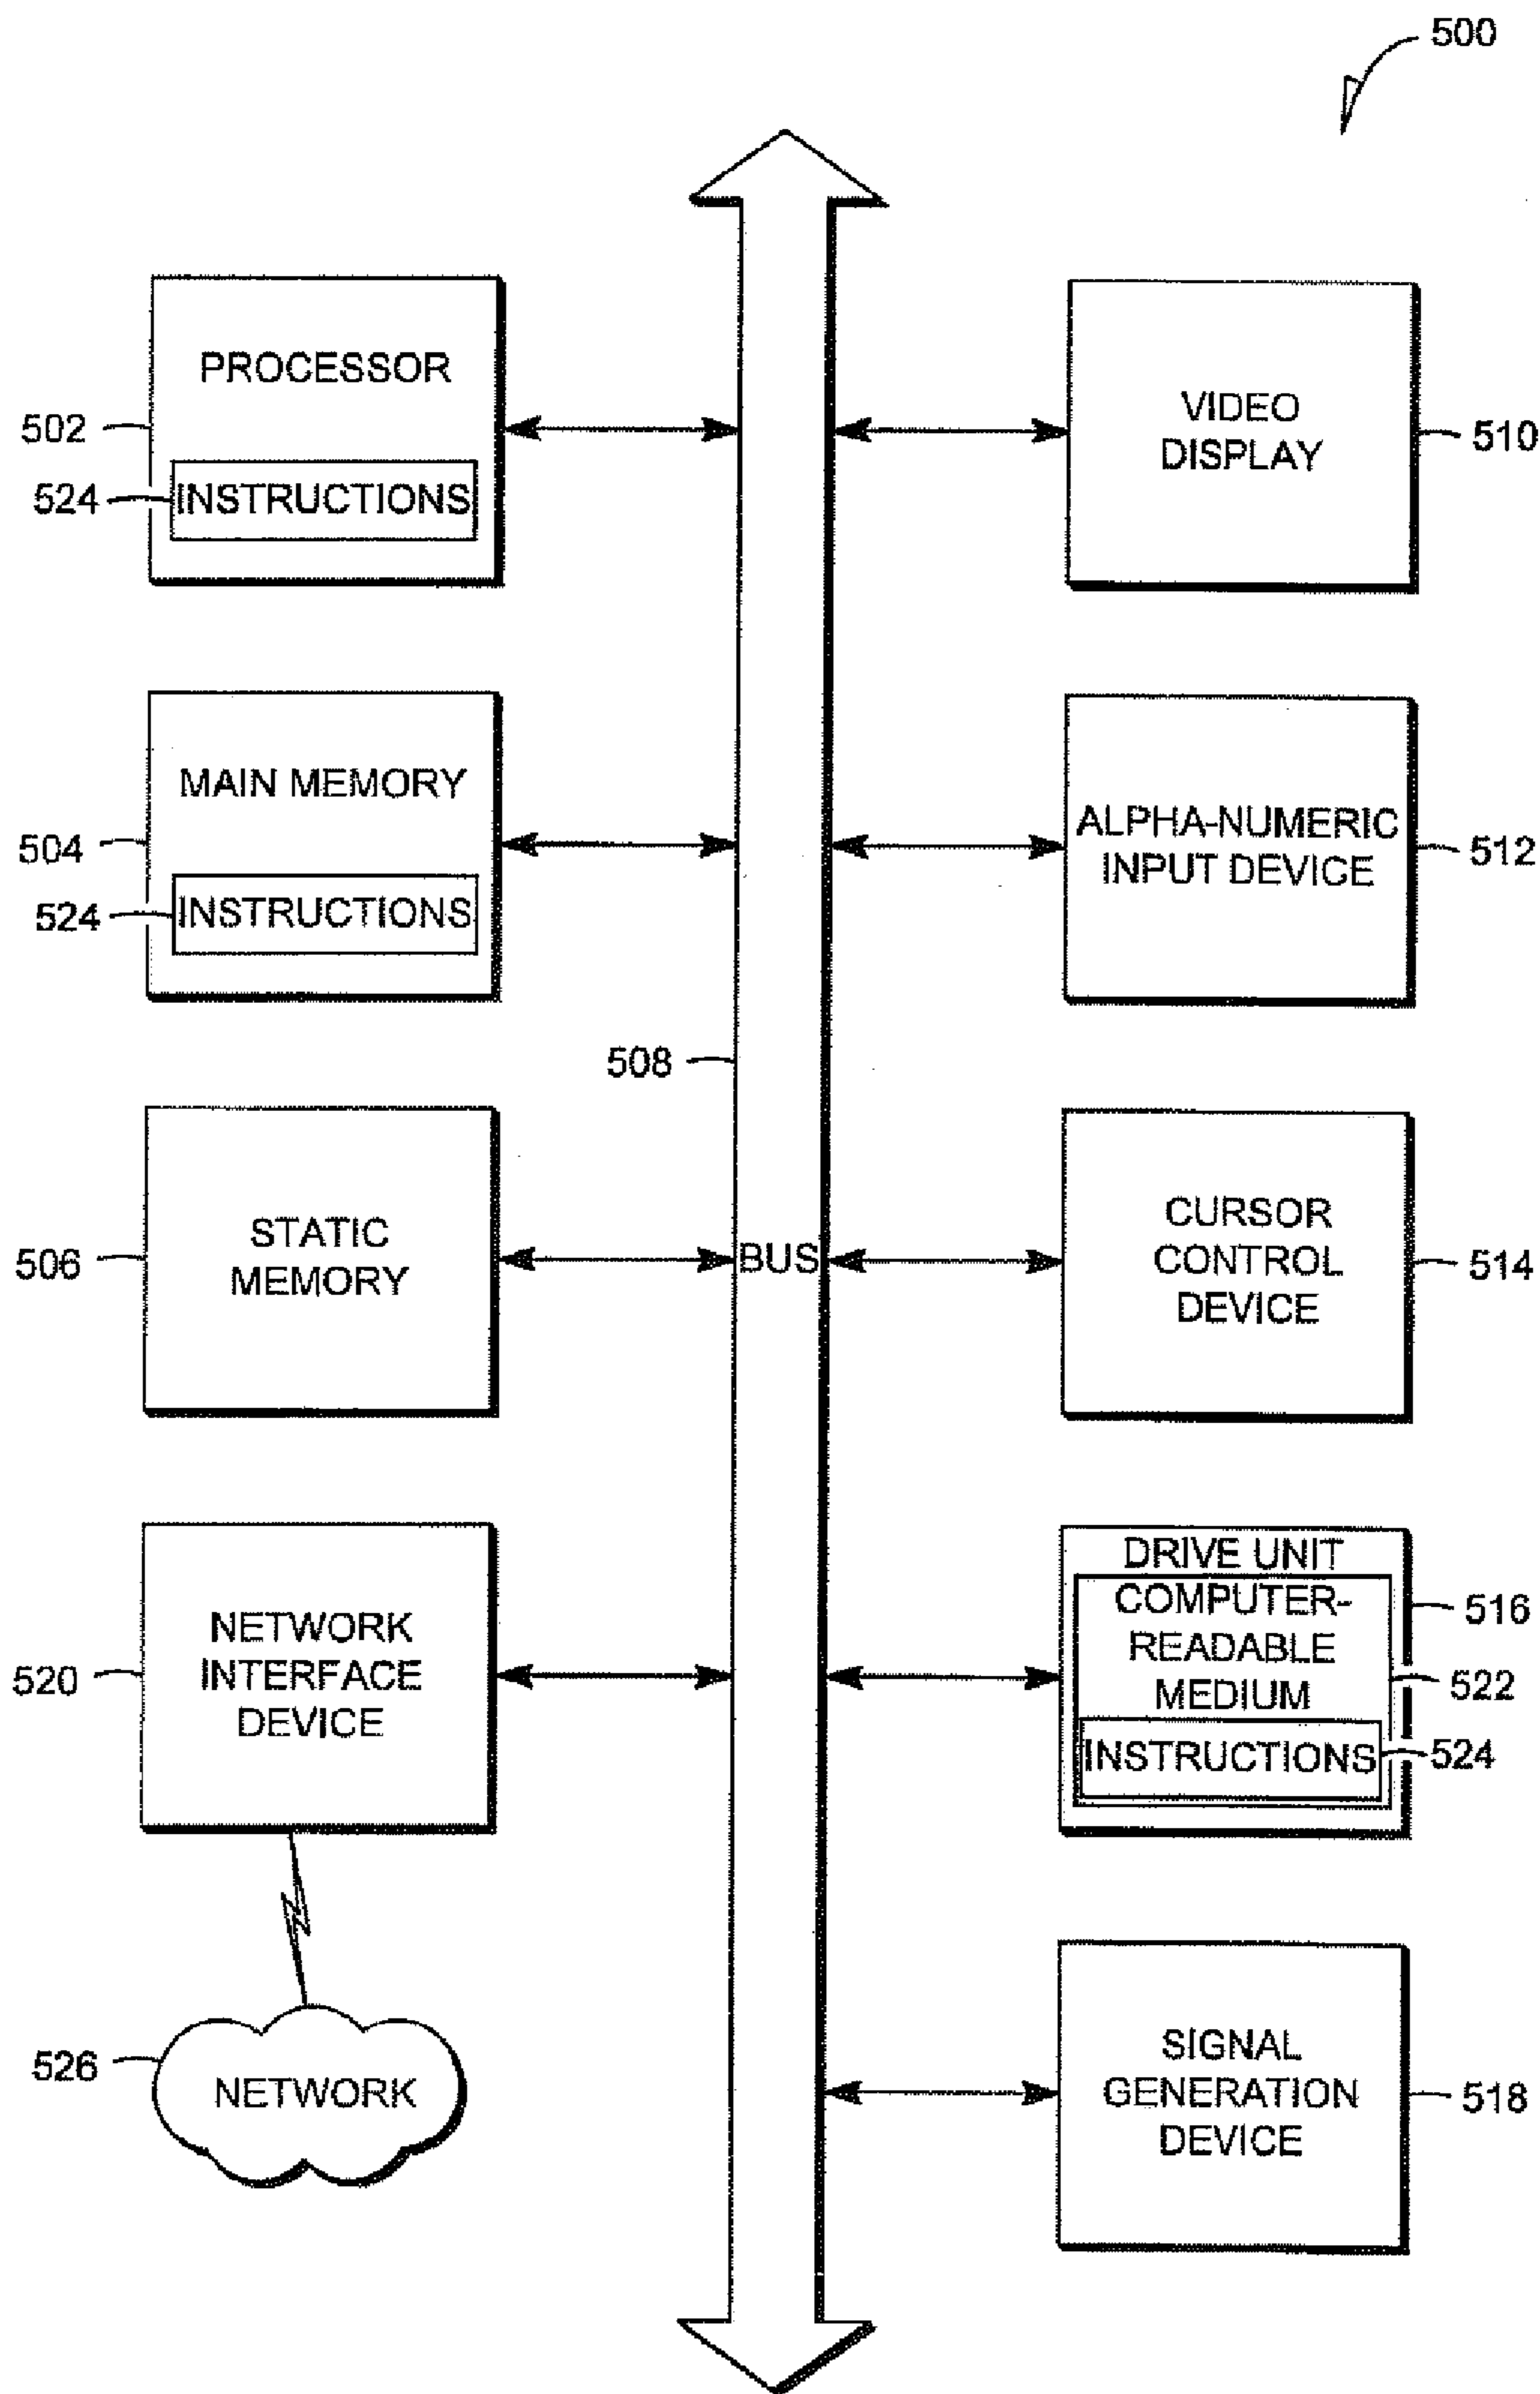 500
PROCESSOR
502
524
INSTRUCTIONS
VIDEO
DISPLAY
510
MAIN MEMORY
504
524
INSTRUCTIONS
ALPHA-NUMERIC
INPUT DEVICE
512
508
STATIC
MEMORY
506
BUS
CURSOR
CONTROL
DEVICE
514
NETWORK
INTERFACE
DEVICE
520
DRIVE UNIT
COMPUTER-
READABLE
MEDIUM
516
522
INSTRUCTIONS
524
526
NETWORK
SIGNAL
GENERATION
DEVICE
518